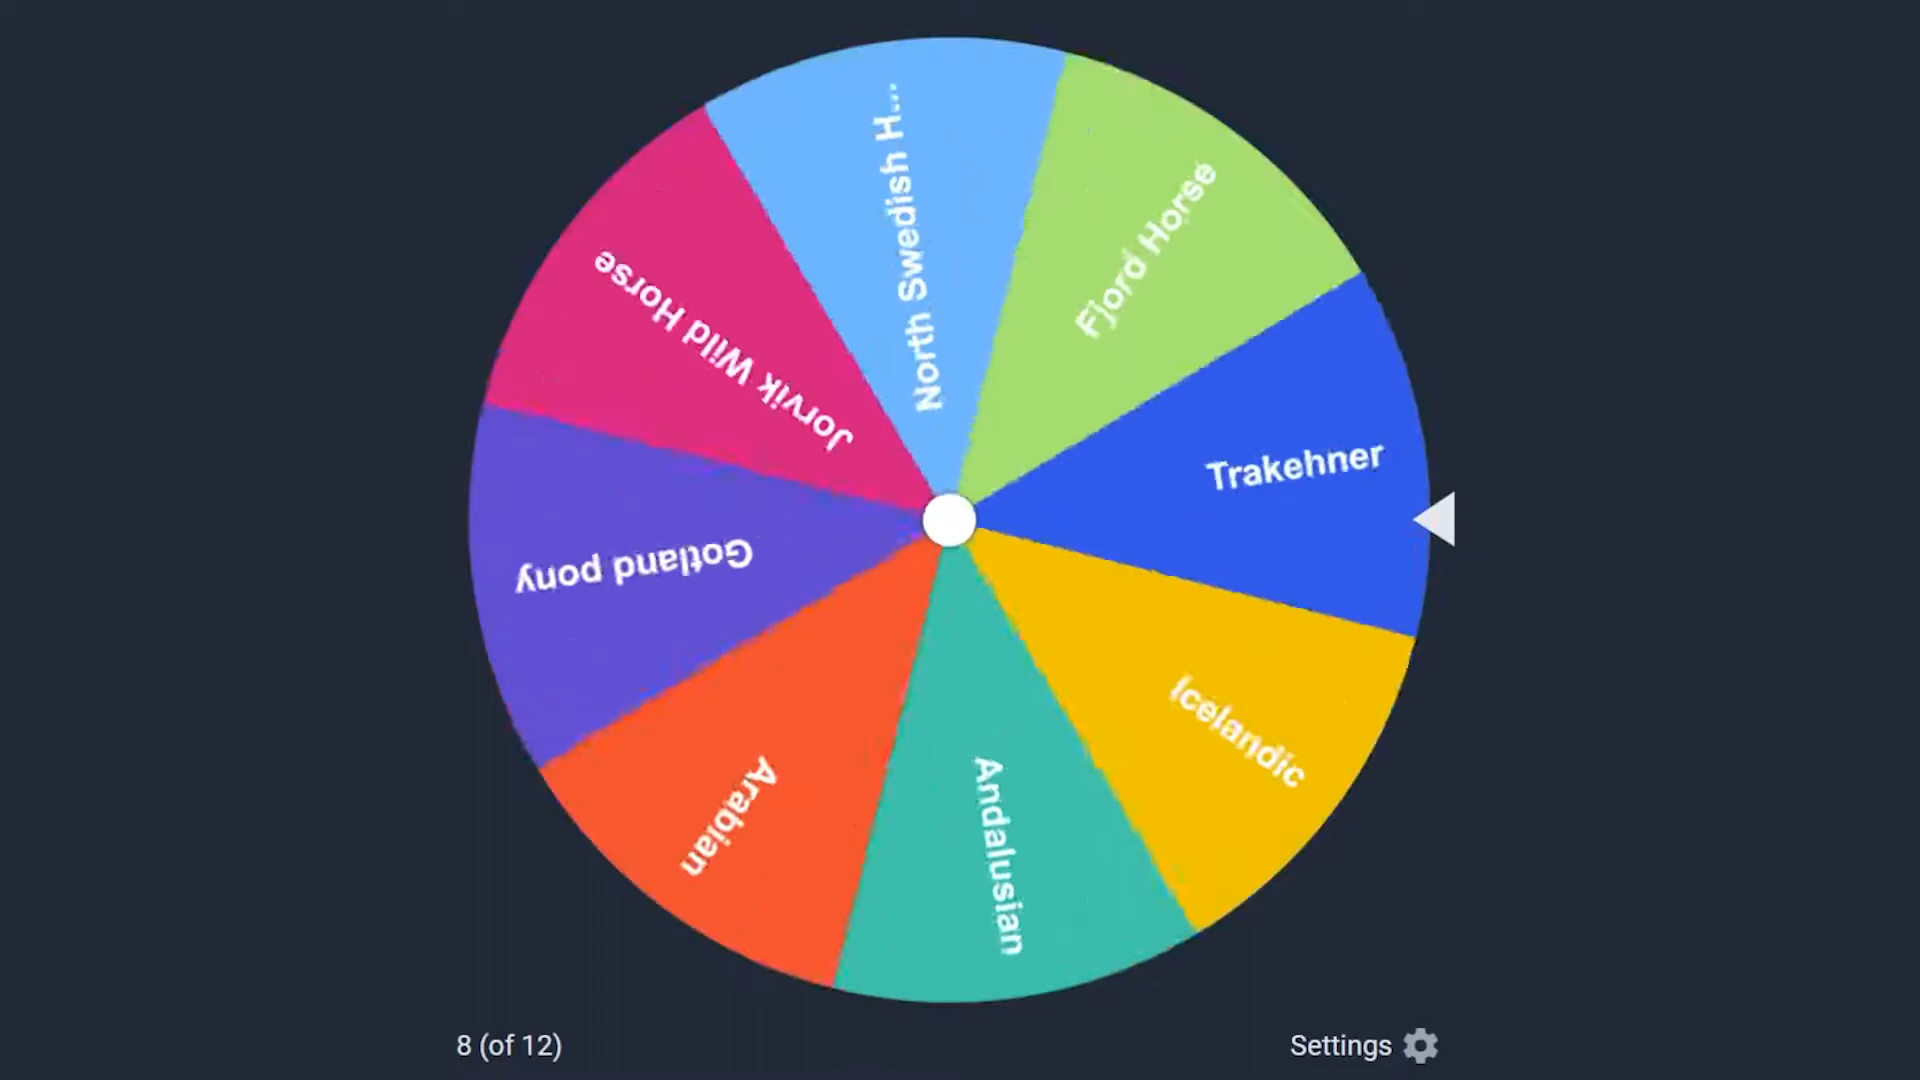 North Swedish H...
Fjord Horse
Jorvik Wild Horse
Trakehner
Gotland pony
Icelandic
Arabian
Andalusian
8 (of 12)
Settings